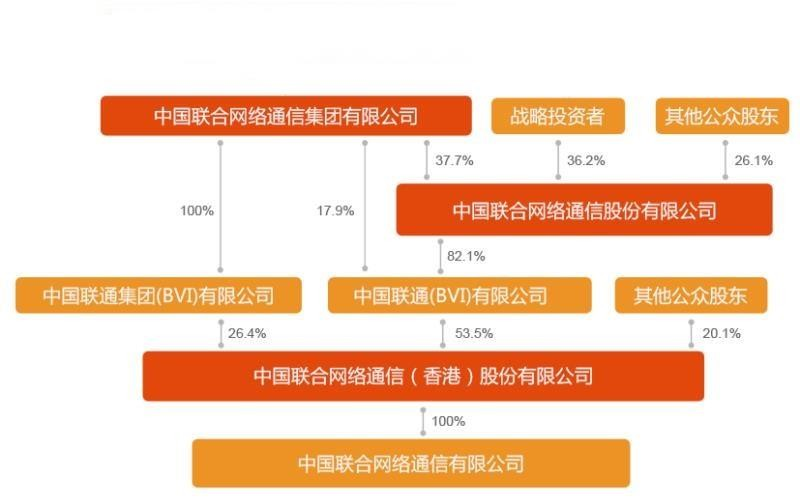 中国联合网络通信集团有限公司
战略投资者
其他公众股东
37.7%
36.2%
26.1%
100%
17.9%
中国联合网络通信股份有限公司
82.1%
中国联通集团(BVI)有限公司
中国联通(BVI)有限公司
其他公众股东
26.4%
53.5%
20.1%
中国联合网络通信（香港）股份有限公司
100%
中国联合网络通信有限公司